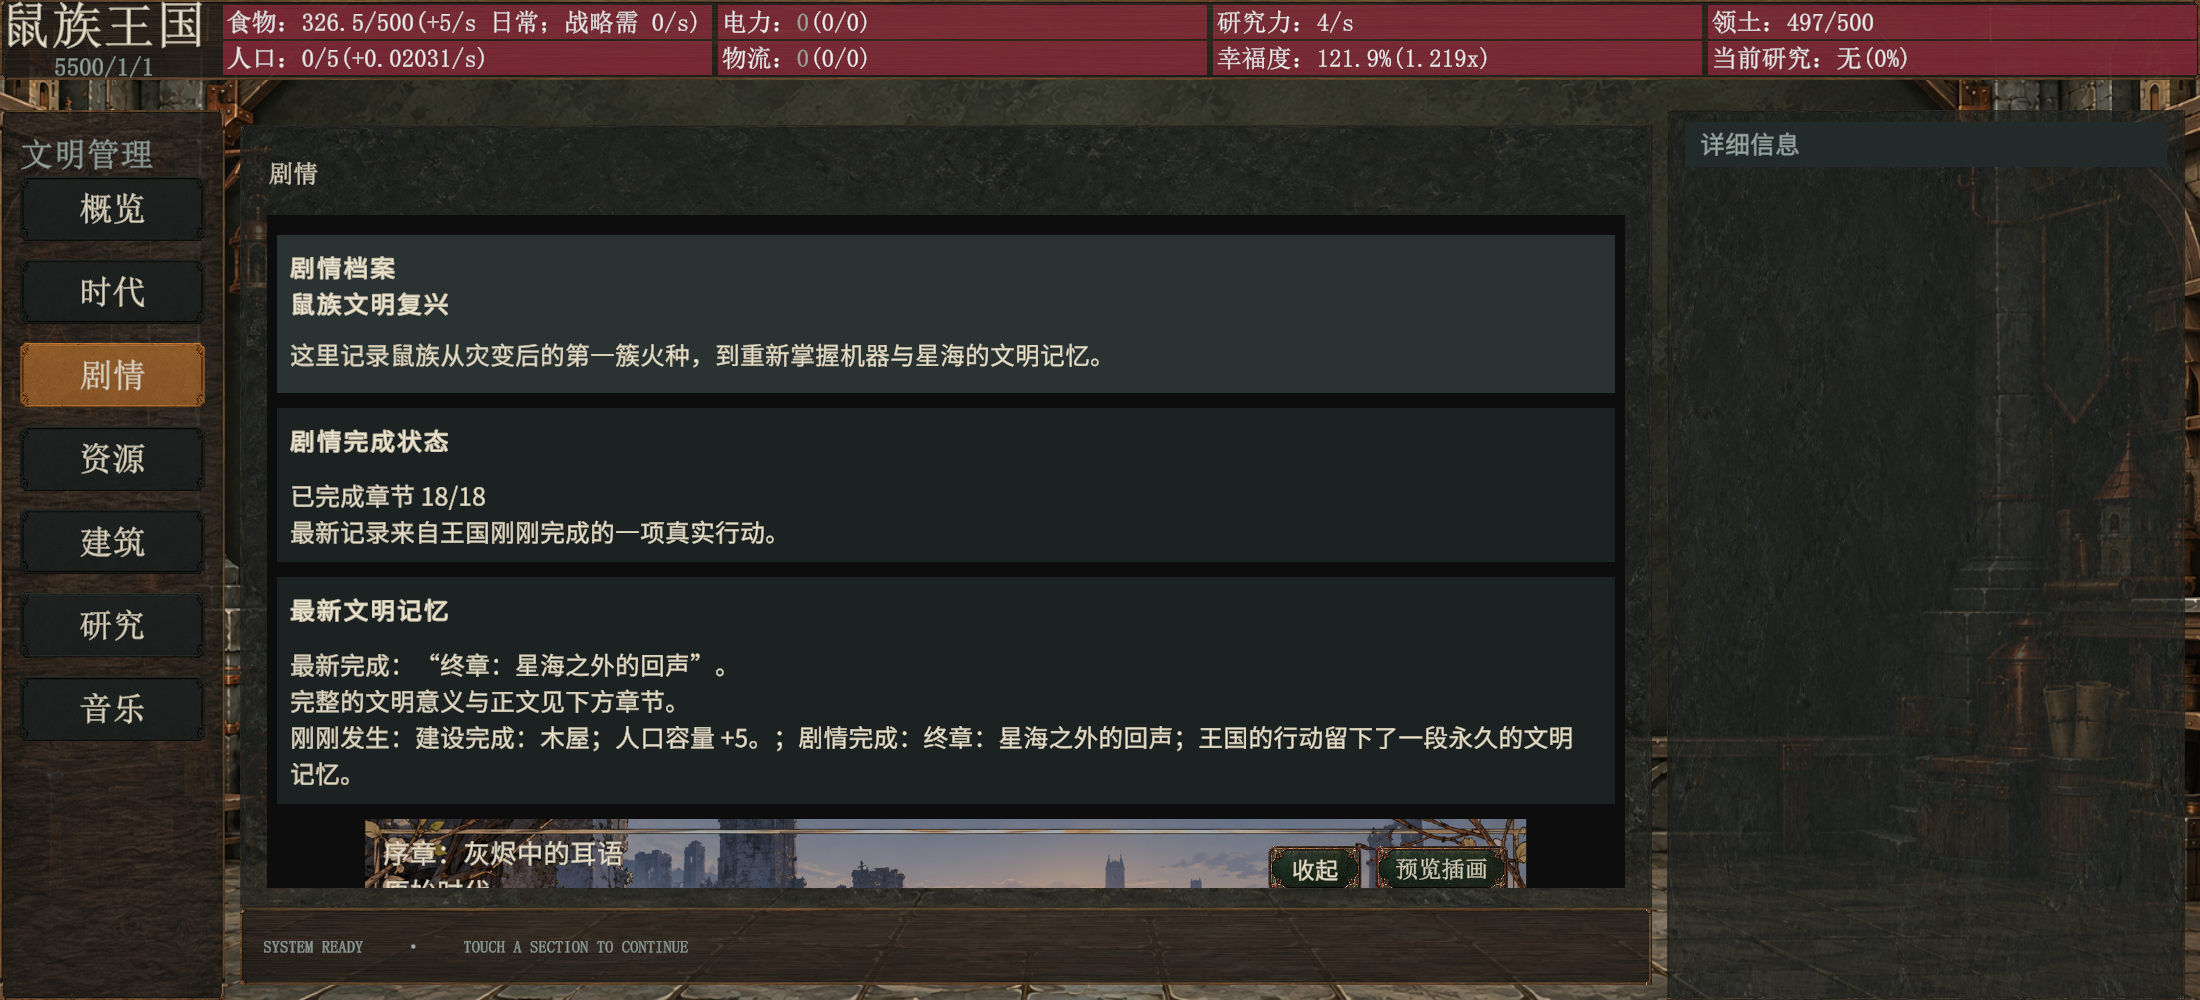 鼠族王国
5500/1/1
食物: 326.5/500(+5/s 日常; 战略需 0/s)
电力: 0(0/0)
研究力: 4/s
领土: 497/500
人口: 0/5(+0.02031/s)
物流: 0(0/0)
幸福度: 121.9%(1.219x)
当前研究: 无(0%)
文明管理
概览
时代
剧情
资源
建筑
研究
音乐
剧情
剧情档案
鼠族文明复兴
这里记录鼠族从灾变后的第一簇火种，到重新掌握机器与星海的文明记忆。
剧情完成状态
已完成章节 18/18
最新记录来自王国刚刚完成的一项真实行动。
最新文明记忆
最新完成：“终章：星海之外的回声”。
完整的文明意义与正文见下方章节。
刚刚发生：建设完成：木屋；人口容量 +5。；剧情完成：终章：星海之外的回声；王国的行动留下了一段永久的文明
记忆。
序章：灰烬中的耳语
收起
预览插画
原始时代
SYSTEM READY • TOUCH A SECTION TO CONTINUE
详细信息